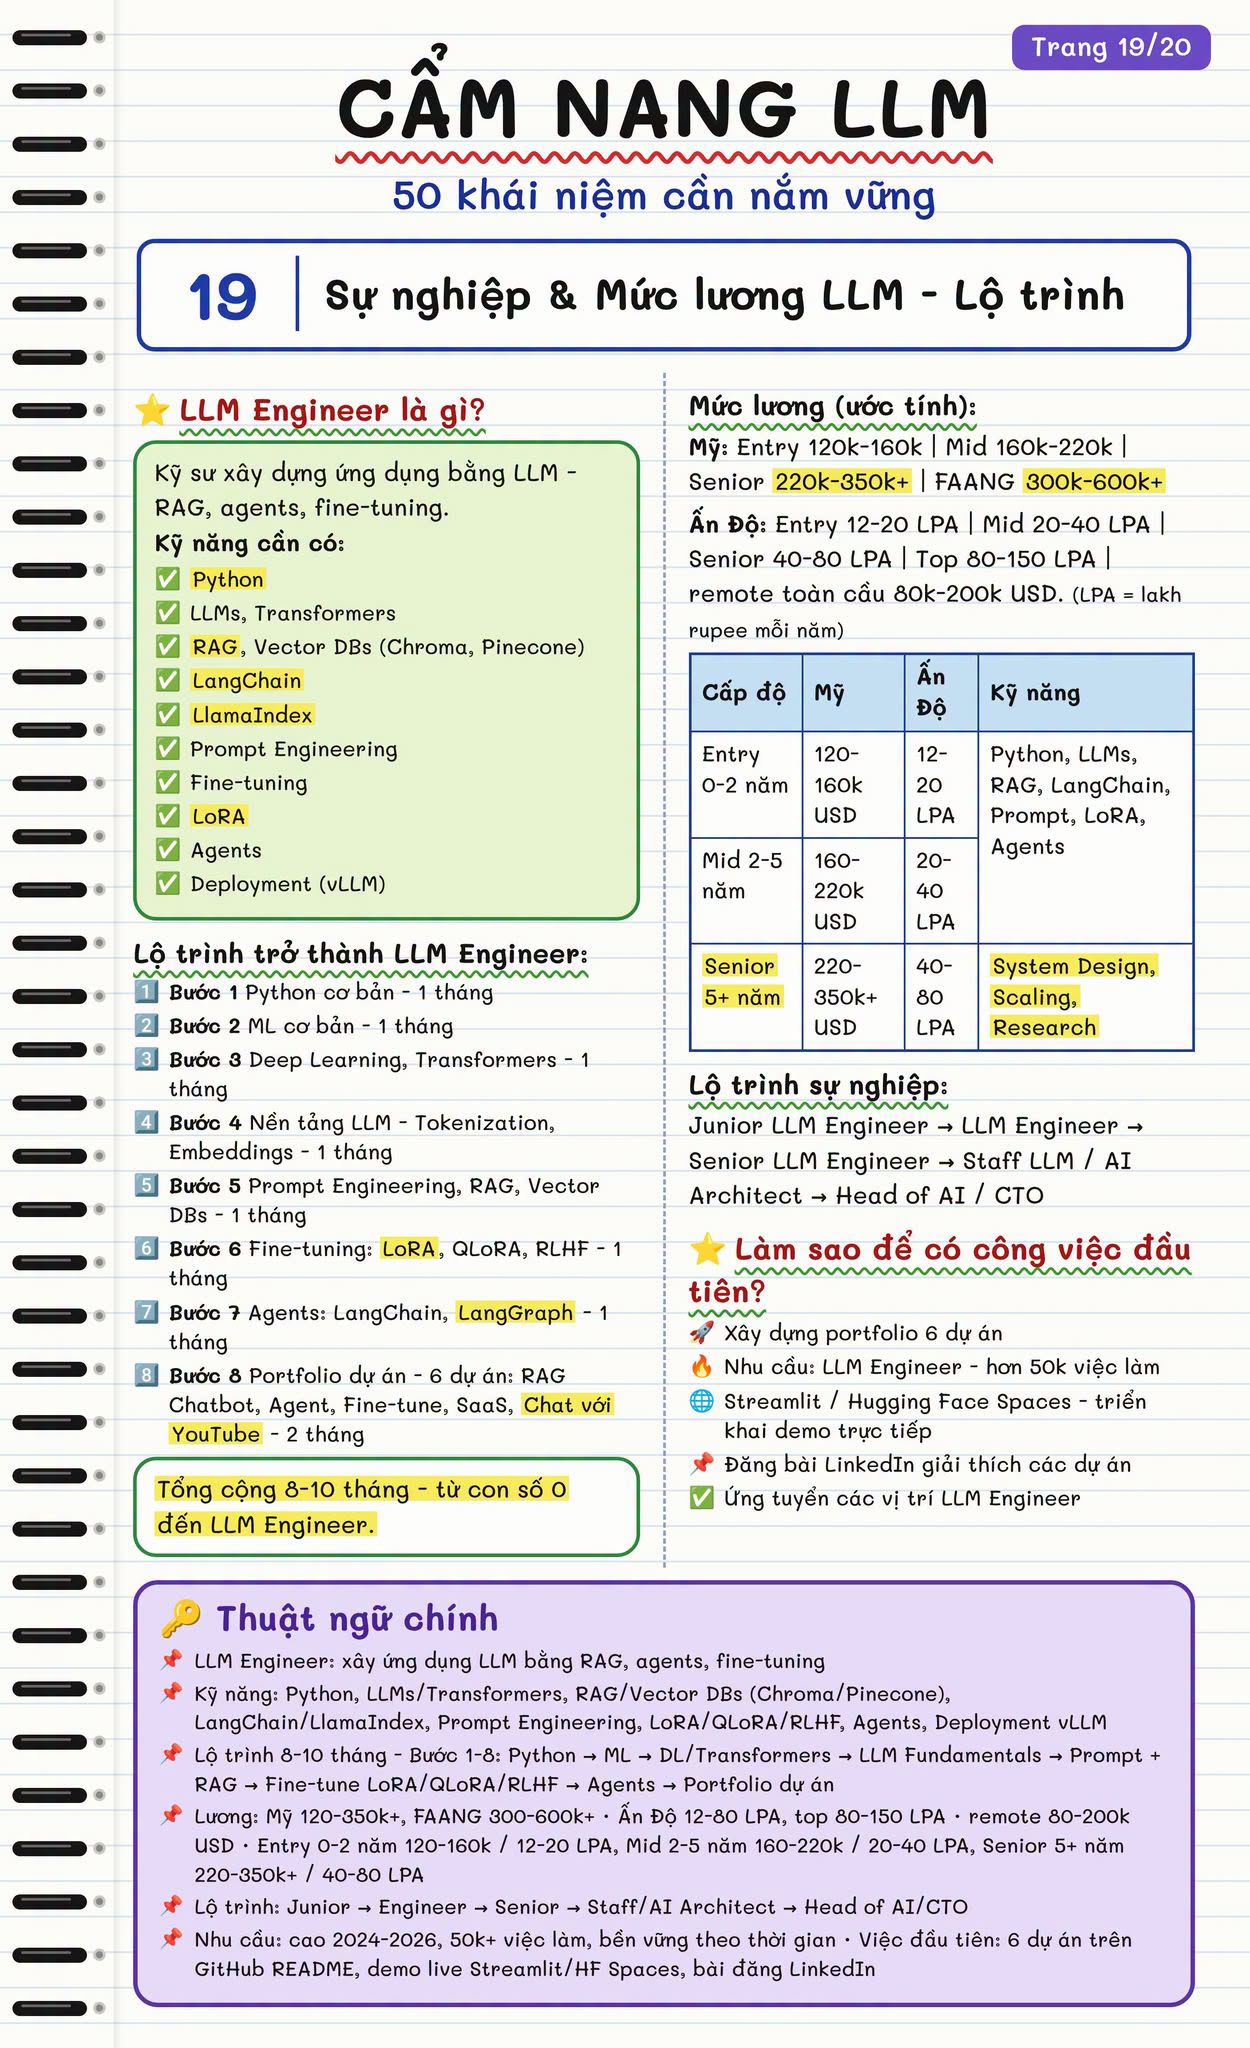 Trang 19/20
CẨM NANG LLM
50 khái niệm cần nắm vững
19
Sự nghiệp & Mức lương LLM - Lộ trình
⭐ LLM Engineer là gì?
Kỹ sư xây dựng ứng dụng bằng LLM -
RAG, agents, fine-tuning.
Kỹ năng cần có:
✅ Python
✅ LLMs, Transformers
✅ RAG, Vector DBs (Chroma, Pinecone)
✅ LangChain
✅ LlamaIndex
✅ Prompt Engineering
✅ Fine-tuning
✅ LoRA
✅ Agents
✅ Deployment (vLLM)
Lộ trình trở thành LLM Engineer:
1️⃣ Bước 1 Python cơ bản - 1 tháng
2️⃣ Bước 2 ML cơ bản - 1 tháng
3️⃣ Bước 3 Deep Learning, Transformers - 1
tháng
4️⃣ Bước 4 Nền tảng LLM - Tokenization,
Embeddings - 1 tháng
5️⃣ Bước 5 Prompt Engineering, RAG, Vector
DBs - 1 tháng
6️⃣ Bước 6 Fine-tuning: LoRA, QLoRA, RLHF - 1
tháng
7️⃣ Bước 7 Agents: LangChain, LangGraph - 1
tháng
8️⃣ Bước 8 Portfolio dự án - 6 dự án: RAG
Chatbot, Agent, Fine-tune, SaaS, Chat với
YouTube - 2 tháng
Tổng cộng 8-10 tháng - từ con số 0
đến LLM Engineer.
Mức lương (ước tính):
Mỹ: Entry 120k-160k | Mid 160k-220k |
Senior 220k-350k+ | FAANG 300k-600k+
Ấn Độ: Entry 12-20 LPA | Mid 20-40 LPA |
Senior 40-80 LPA | Top 80-150 LPA |
remote toàn cầu 80k-200k USD. (LPA = lakh
rupee mỗi năm)
Cấp độ
Mỹ
Ấn
Độ
Kỹ năng
Entry
0-2 năm
120-
160k
USD
12-
20
LPA
Python, LLMs,
RAG, LangChain,
Prompt, LoRA,
Agents
Mid 2-5
năm
160-
220k
USD
20-
40
LPA
Senior
5+ năm
220-
350k+
USD
40-
80
LPA
System Design,
Scaling,
Research
Lộ trình sự nghiệp:
Junior LLM Engineer → LLM Engineer →
Senior LLM Engineer → Staff LLM / AI
Architect → Head of AI / CTO
⭐ Làm sao để có công việc đầu
tiên?
🚀 Xây dựng portfolio 6 dự án
🔥 Nhu cầu: LLM Engineer - hơn 50k việc làm
🌐 Streamlit / Hugging Face Spaces - triển
khai demo trực tiếp
📌 Đăng bài LinkedIn giải thích các dự án
✅ Ứng tuyển các vị trí LLM Engineer
🔑 Thuật ngữ chính
📌 LLM Engineer: xây ứng dụng LLM bằng RAG, agents, fine-tuning
📌 Kỹ năng: Python, LLMs/Transformers, RAG/Vector DBs (Chroma/Pinecone),
LangChain/LlamaIndex, Prompt Engineering, LoRA/QLoRA/RLHF, Agents, Deployment vLLM
📌 Lộ trình 8-10 tháng - Bước 1-8: Python → ML → DL/Transformers → LLM Fundamentals → Prompt +
RAG → Fine-tune LoRA/QLoRA/RLHF → Agents → Portfolio dự án
📌 Lương: Mỹ 120-350k+, FAANG 300-600k+ · Ấn Độ 12-80 LPA, top 80-150 LPA · remote 80-200k
USD · Entry 0-2 năm 120-160k / 12-20 LPA, Mid 2-5 năm 160-220k / 20-40 LPA, Senior 5+ năm
220-350k+ / 40-80 LPA
📌 Lộ trình: Junior → Engineer → Senior → Staff/AI Architect → Head of AI/CTO
📌 Nhu cầu: cao 2024-2026, 50k+ việc làm, bền vững theo thời gian · Việc đầu tiên: 6 dự án trên
GitHub README, demo live Streamlit/HF Spaces, bài đăng LinkedIn